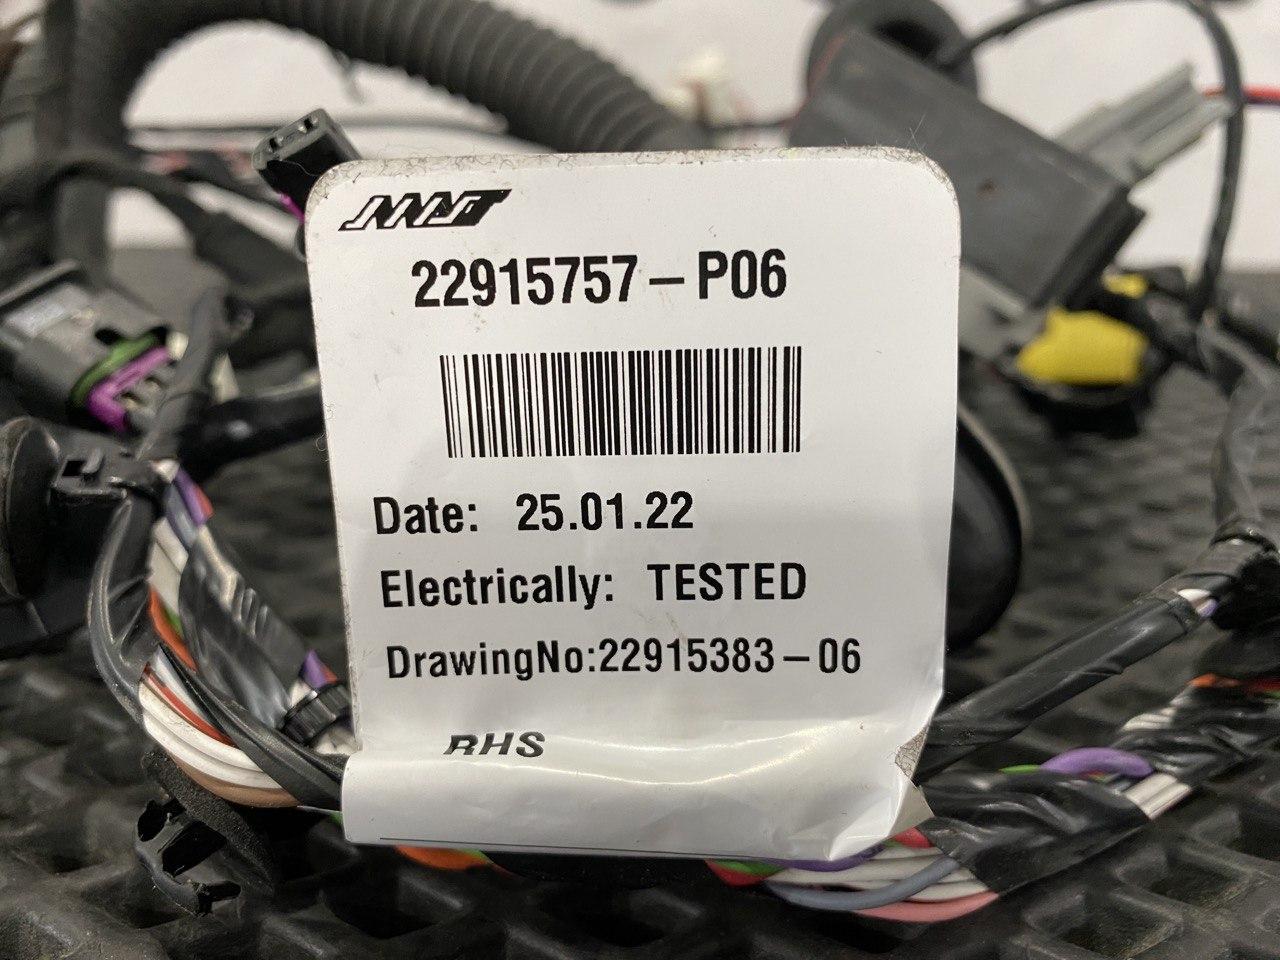 22915757-P06
Date: 25.01.22
Electrically: TESTED
DrawingNo:22915383-06
RHS